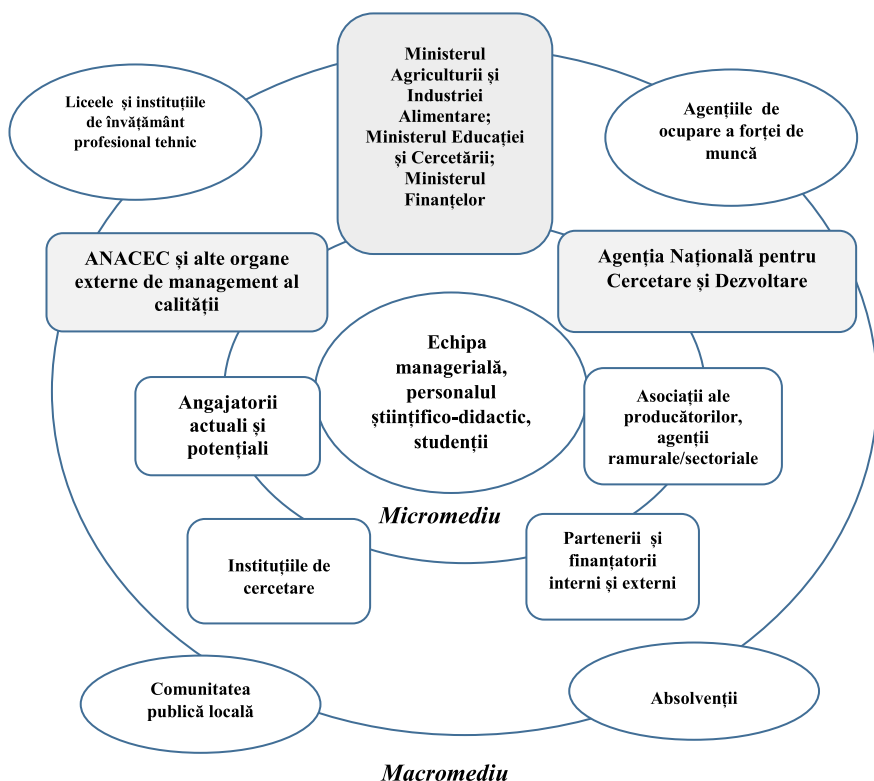 Ministerul
Agriculturii și
Industriei
Alimentare;
Ministerul Educației
și Cercetării;
Ministerul
Finanțelor
Liceele și instituțiile
de învățământ
profesional tehnic
Agențiile de
ocupare a forței de
muncă
ANACEC și alte organe
externe de management al
calității
Agenția Națională pentru
Cercetare și Dezvoltare
Echipa
managerială,
personalul
științifico-didactic,
studenții
Angajatorii
actuali și
potențiali
Asociații ale
producătorilor,
agenții
ramurale/sectoriale
Micromediu
Instituțiile de
cercetare
Partenerii și
finanțatorii
interni și externi
Comunitatea
publică locală
Absolvenții
Macromediu